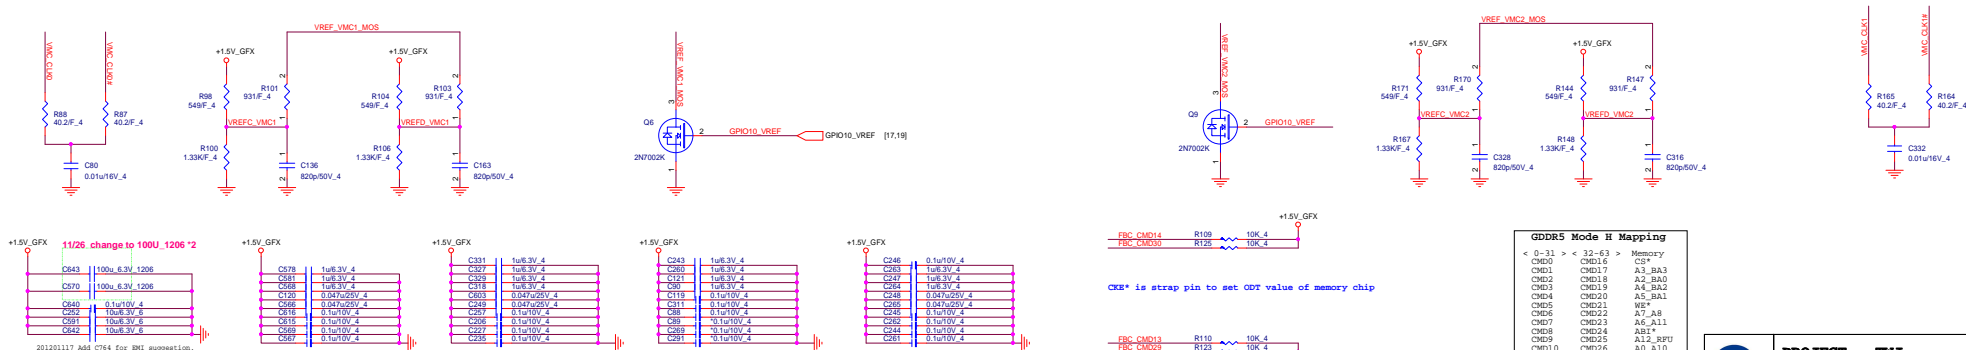 VREF_VMC1_MOS
VMC_CLK0
VMC_CLK0#
R88
40.2/F_4
R87
40.2/F_4
C80
0.01u/16V_4
+1.5V_GFX
R98
549/F_4
R101
931/F_4
VREFC_VMC1
R100
1.33K/F_4
C136
820p/50V_4
+1.5V_GFX
R104
549/F_4
R103
931/F_4
VREFD_VMC1
R106
1.33K/F_4
C163
820p/50V_4
VREF_VMC1_MOS
3
Q6
2
GPIO10_VREF
GPIO10_VREF [17,19]
2N7002K
1
VREF_VMC2_MOS
3
Q9
2
GPIO10_VREF
2N7002K
1
VREF_VMC2_MOS
+1.5V_GFX
R171
549/F_4
R170
931/F_4
VREFC_VMC2
R167
1.33K/F_4
C328
820p/50V_4
+1.5V_GFX
R144
549/F_4
R147
931/F_4
VREFD_VMC2
R148
1.33K/F_4
C316
820p/50V_4
VMC_CLK1
VMC_CLK1#
R165
40.2/F_4
R164
40.2/F_4
C332
0.01u/16V_4
+1.5V_GFX
11/26 change to 100U_1206 *2
C643 100u_6.3V_1206
C570 100u_6.3V_1206
C640 0.1u/10V_4
C252 10u/6.3V_6
C591 10u/6.3V_6
C642 10u/6.3V_6
201201117 Add C764 for EMI suggestion.
+1.5V_GFX
C578 1u/6.3V_4
C581 1u/6.3V_4
C568 1u/6.3V_4
C120 0.047u/25V_4
C566 0.047u/25V_4
C616 0.1u/10V_4
C615 0.1u/10V_4
C569 0.1u/10V_4
C567 0.1u/10V_4
+1.5V_GFX
C331 1u/6.3V_4
C327 1u/6.3V_4
C329 1u/6.3V_4
C318 1u/6.3V_4
C603 0.047u/25V_4
C249 0.047u/25V_4
C257 0.1u/10V_4
C206 0.1u/10V_4
C227 0.1u/10V_4
C235 0.1u/10V_4
+1.5V_GFX
C243 1u/6.3V_4
C260 1u/6.3V_4
C121 1u/6.3V_4
C90 1u/6.3V_4
C119 0.1u/10V_4
C311 0.1u/10V_4
C88 0.1u/10V_4
C89 *0.1u/10V_4
C269 *0.1u/10V_4
C291 *0.1u/10V_4
+1.5V_GFX
C246 0.1u/10V_4
C263 1u/6.3V_4
C247 1u/6.3V_4
C264 1u/6.3V_4
C248 0.047u/25V_4
C265 0.047u/25V_4
C245 0.1u/10V_4
C262 0.1u/10V_4
C244 0.1u/10V_4
C261 0.1u/10V_4
+1.5V_GFX
FBC_CMD14 R109 10K_4
FBC_CMD30 R125 10K_4
CKE* is strap pin to set ODT value of memory chip
FBC_CMD13 R110 10K_4
FBC_CMD29 R123 10K_4
GDDR5 Mode H Mapping
< 0-31 > < 32-63 > Memory
CMD0 CMD16 CS*
CMD1 CMD17 A3_BA3
CMD2 CMD18 A2_BA0
CMD3 CMD19 A4_BA2
CMD4 CMD20 A5_BA1
CMD5 CMD21 WE*
CMD6 CMD22 A7_A8
CMD7 CMD23 A6_A11
CMD8 CMD24 ABI*
CMD9 CMD25 A12_RFU
CMD10 CMD26 A0_A10